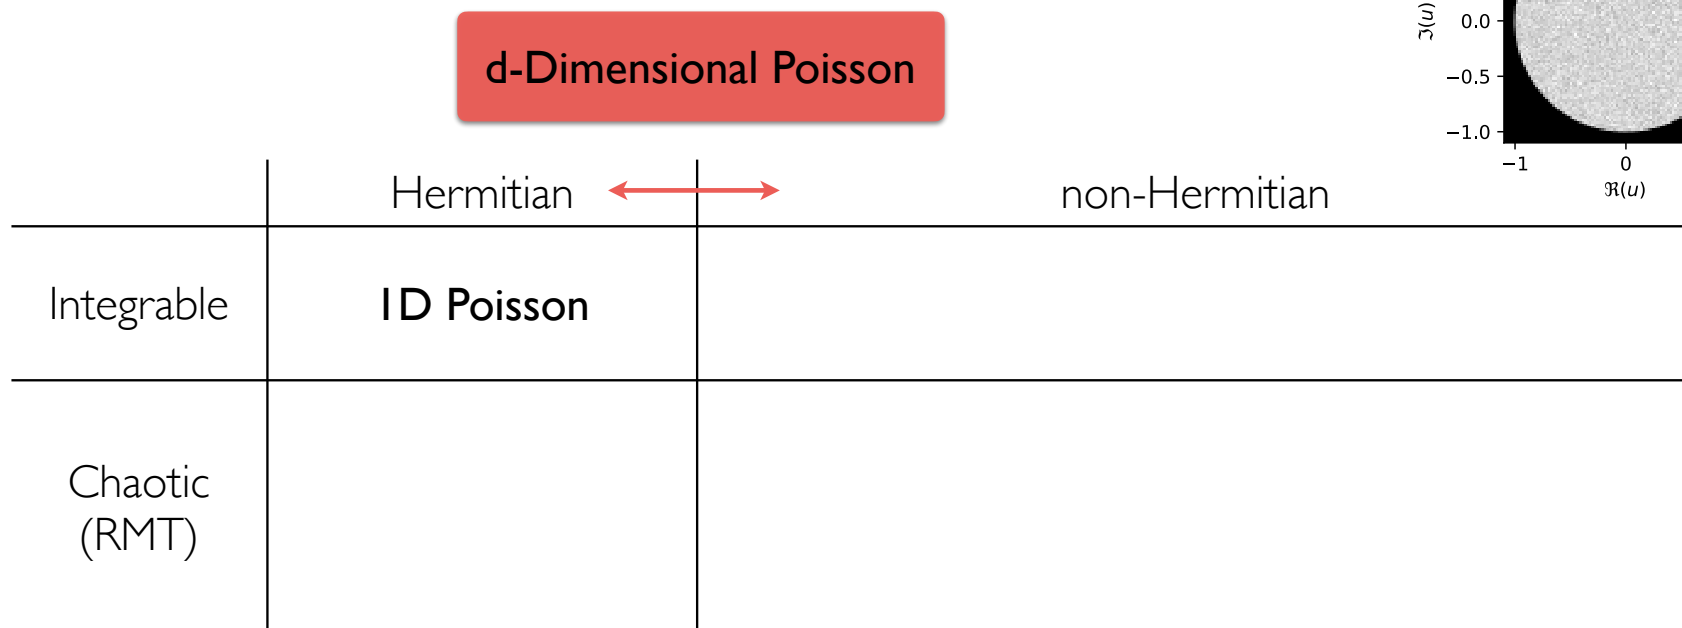 d-Dimensional Poisson
ℑ(u)
0.0
−0.5
−1.0
−1 0
ℜ(u)
Hermitian non-Hermitian
Integrable 1D Poisson
Chaotic
(RMT)